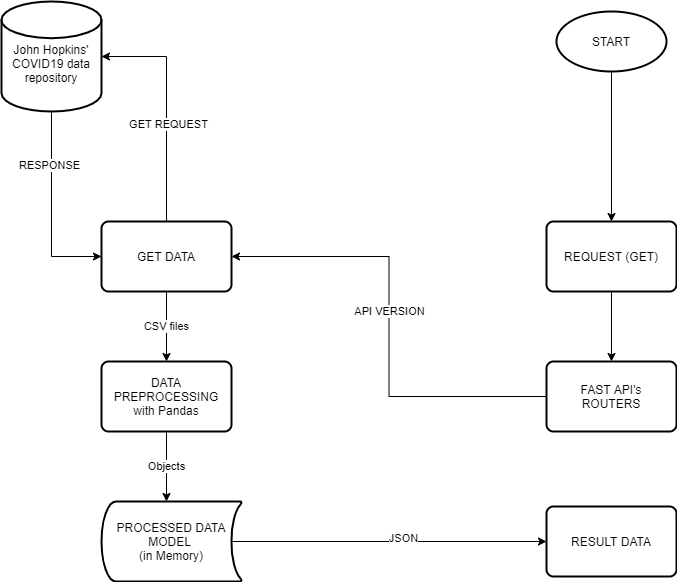 John Hopkins'
COVID19 data
repository
START
GET REQUEST
RESPONSE
GET DATA
REQUEST (GET)
API VERSION
CSV files
DATA
PREPROCESSING
with Pandas
FAST API's
ROUTERS
Objects
PROCESSED DATA
MODEL
(in Memory)
JSON
RESULT DATA